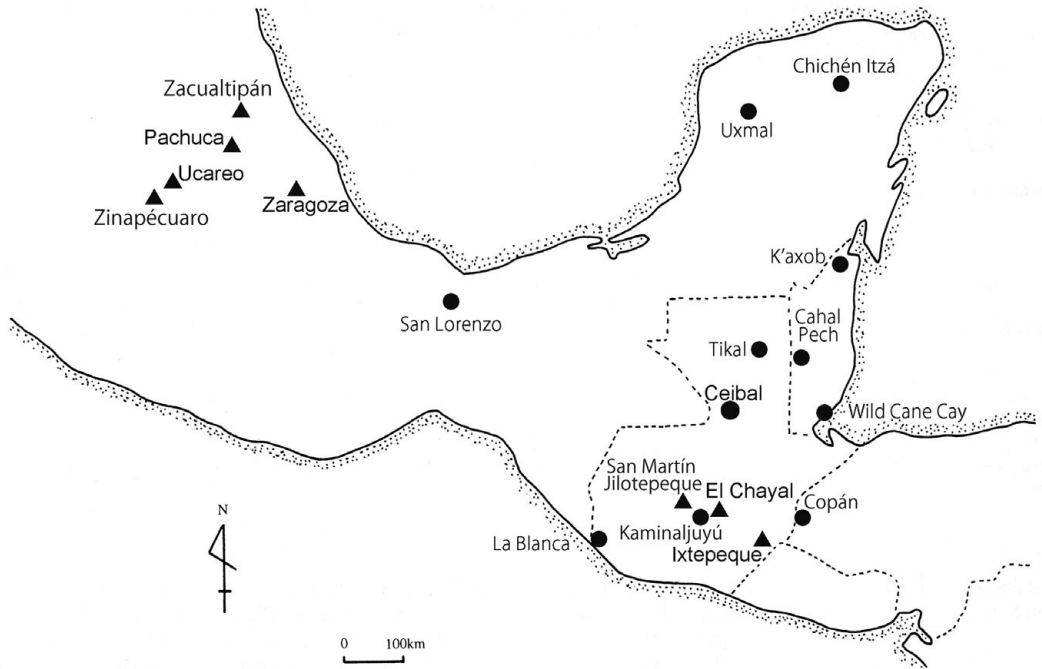 Chichén Itzá
Zacualtipán
Uxmal
Pachuca
Ucareo
Zinapécuaro
Zaragoza
K'axob
San Lorenzo
Cahal
Pech
Tikal
Ceibal
Wild Cane Cay
San Martín
Jilotepeque
El Chayal
Copán
Kaminaljuyú
La Blanca
Ixtepeque
N
0 100km